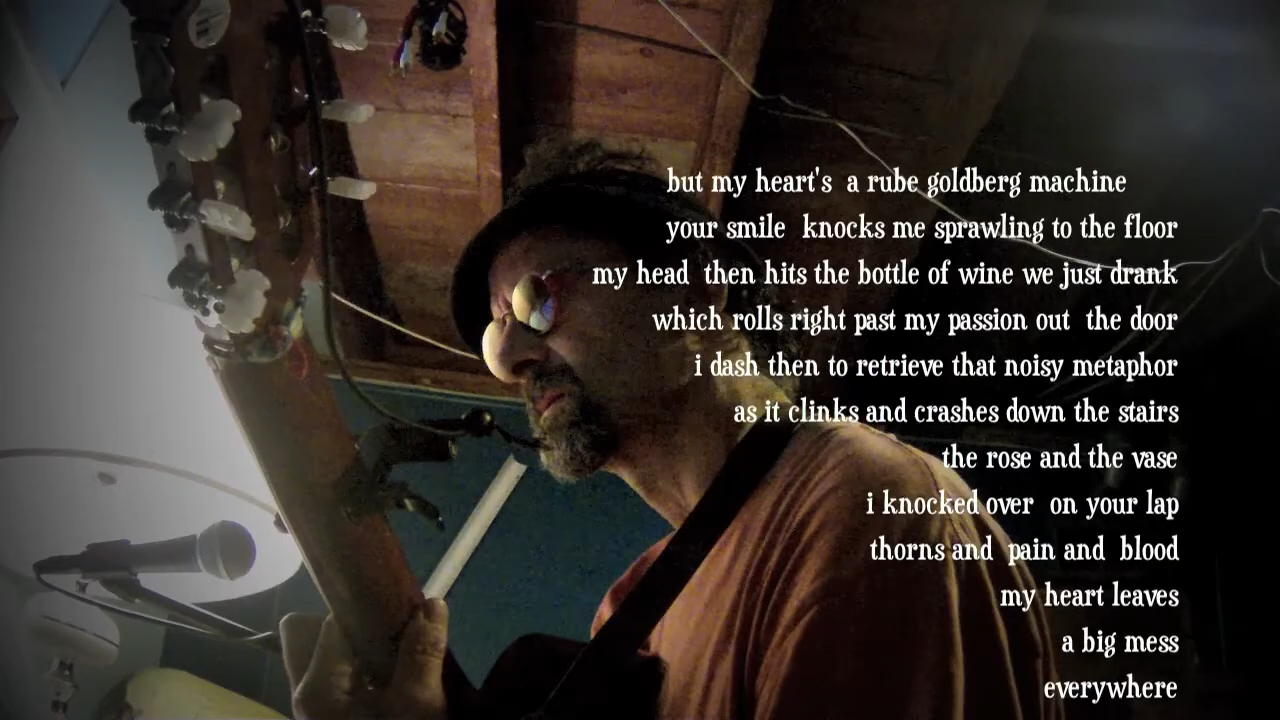 but my heart's a rube goldberg machine
your smile knocks me sprawling to the floor
my head then hits the bottle of wine we just drank
which rolls right past my passion out the door
i dash then to retrieve that noisy metaphor
as it clinks and crashes down the stairs
the rose and the vase
i knocked over on your lap
thorns and pain and blood
my heart leaves
a big mess
everywhere